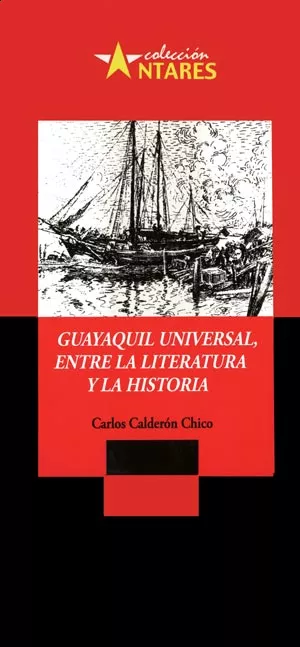 colección
ANTARES
GUAYAQUIL UNIVERSAL,
ENTRE LA LITERATURA
Y LA HISTORIA
Carlos Calderón Chico